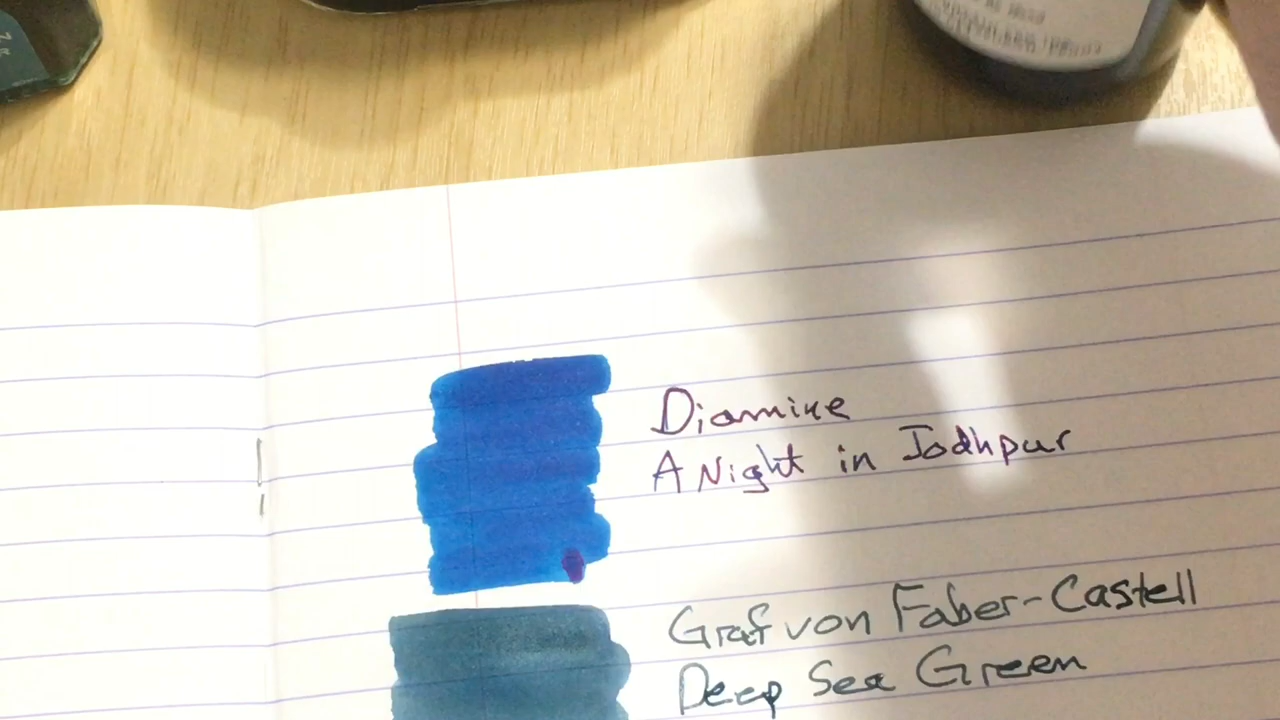 Diamine
A Night in Jodhpur
Graf von Faber-Castell
Deep Sea Green